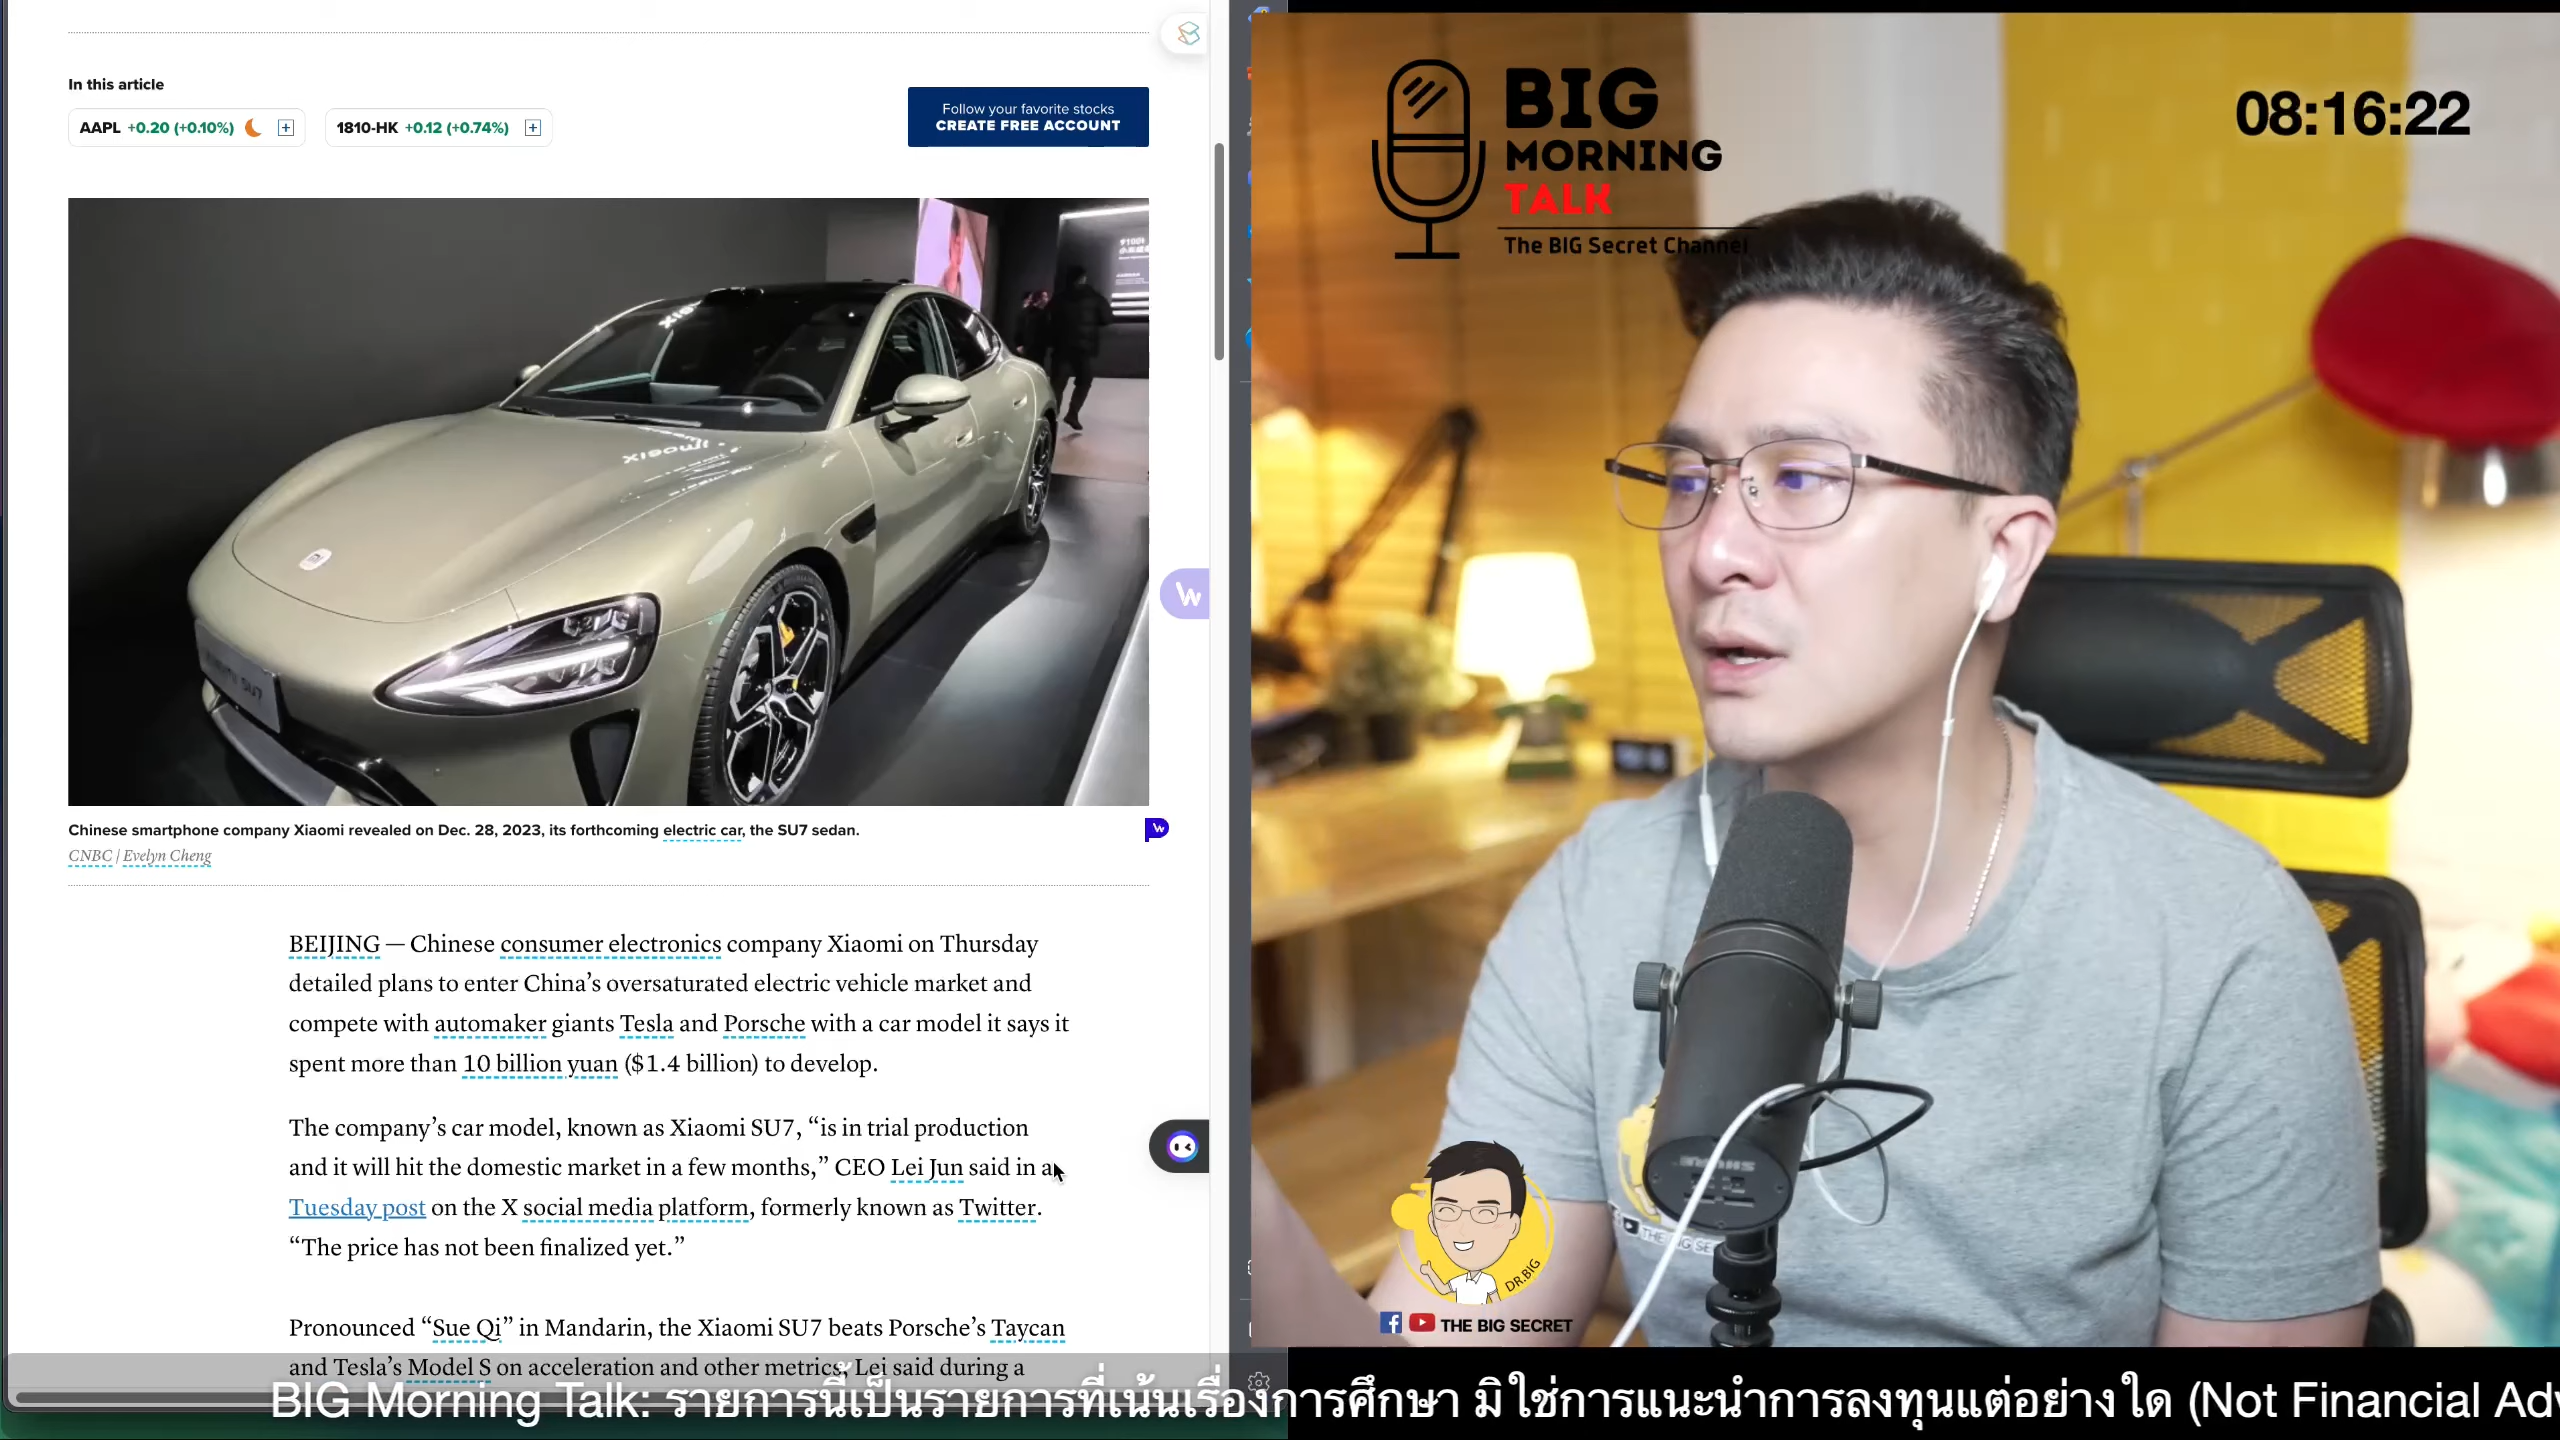 In this article
AAPL +0.20 (+0.10%)
1810-HK +0.12 (+0.74%)
Follow your favorite stocks
CREATE FREE ACCOUNT
Chinese smartphone company Xiaomi revealed on Dec. 28, 2023, its forthcoming electric car, the SU7 sedan.
CNBC | Evelyn Cheng
BEIJING — Chinese consumer electronics company Xiaomi on Thursday
detailed plans to enter China’s oversaturated electric vehicle market and
compete with automaker giants Tesla and Porsche with a car model it says it
spent more than 10 billion yuan ($1.4 billion) to develop.
The company’s car model, known as Xiaomi SU7, “is in trial production
and it will hit the domestic market in a few months,” CEO Lei Jun said in a
Tuesday post on the X social media platform, formerly known as Twitter.
“The price has not been finalized yet.”
Pronounced “Sue Qi” in Mandarin, the Xiaomi SU7 beats Porsche’s Taycan
and Tesla’s Model S on acceleration and other metrics, Lei said during a
BIG
MORNING
TALK
The BIG Secret Channel
08:16:22
SHURE
DR.BIG
THE BIG SECRET
BIG Morning Talk: รายการนี้เป็นรายการที่เน้นเรื่องการศึกษา มิใช่การแนะนำการลงทุนแต่อย่างใด (Not Financial Adv